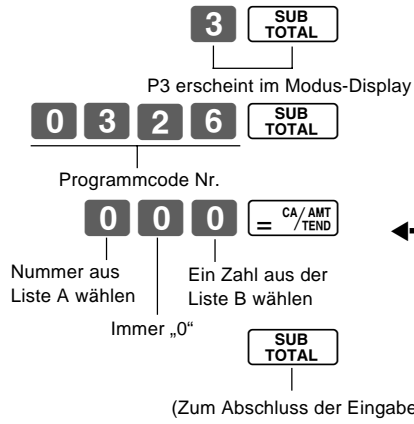 3 SUB TOTAL
P3 erscheint im Modus-Display
0 3 2 6 SUB TOTAL
Programmcode Nr.
0 0 0 = CA/AMT/TEND
Nummer aus
Liste A wählen
Ein Zahl aus der
Liste B wählen
Immer „0“
SUB TOTAL
(Zum Abschluss der Eingabe